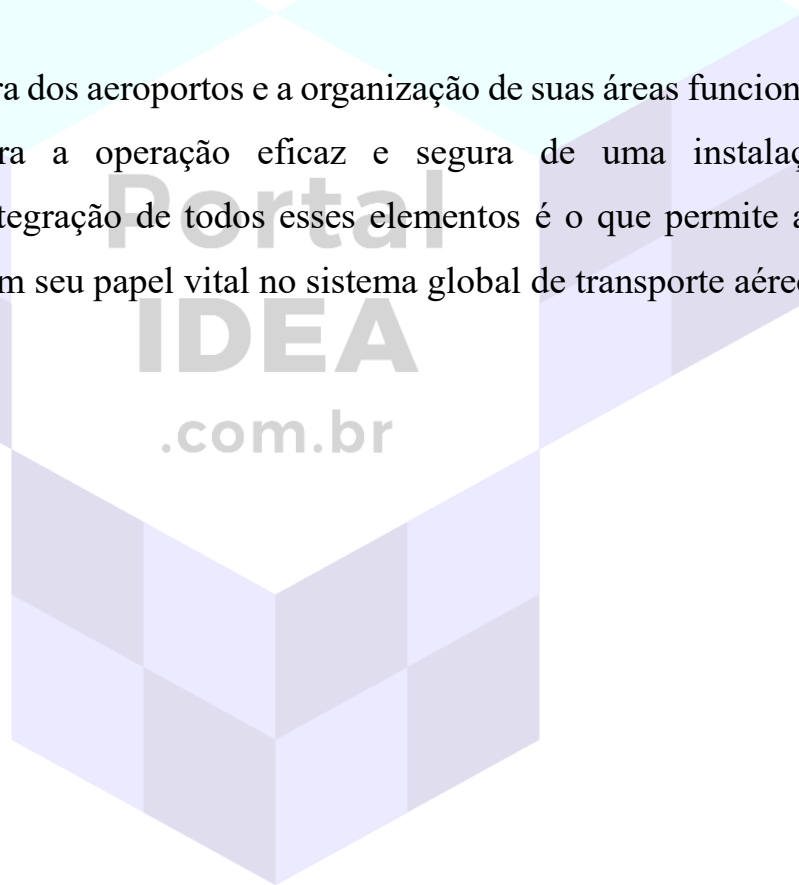 ra dos aeroportos e a organização de suas áreas funcion
ra a operação eficaz e segura de uma instalaç
tegração de todos esses elementos é o que permite a
m seu papel vital no sistema global de transporte aére
Portal
IDEA
.com.br